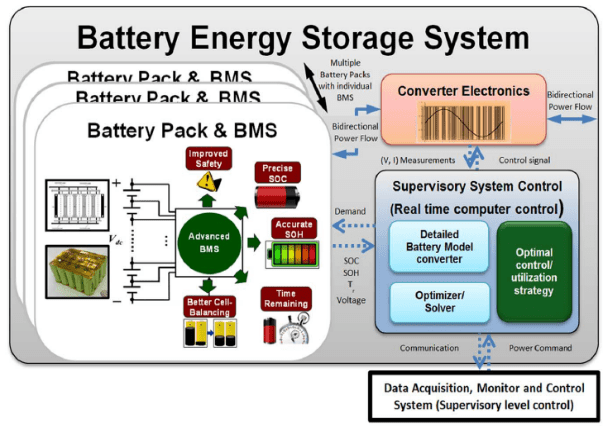 Battery Energy Storage System
Battery Pack & BMS
Battery Pack & BMS
Battery Pack & BMS
Multiple
Battery Packs
with individual
BMS
Bidirectional
Power Flow
Converter Electronics
Bidirectional
Power Flow
(V, I) Measurements
Control signal
Improved
Safety
Precise
SOC
Advanced
BMS
Accurate
SOH
Better Cell-
Balancing
Time
Remaining
+
Vdc
−
Demand
SOC
SOH
T,
Voltage
Supervisory System Control
(Real time computer control)
Detailed
Battery Model
converter
Optimizer/
Solver
Optimal
control/
utilization
strategy
Communication
Power Command
Data Acquisition, Monitor and Control
System (Supervisory level control)